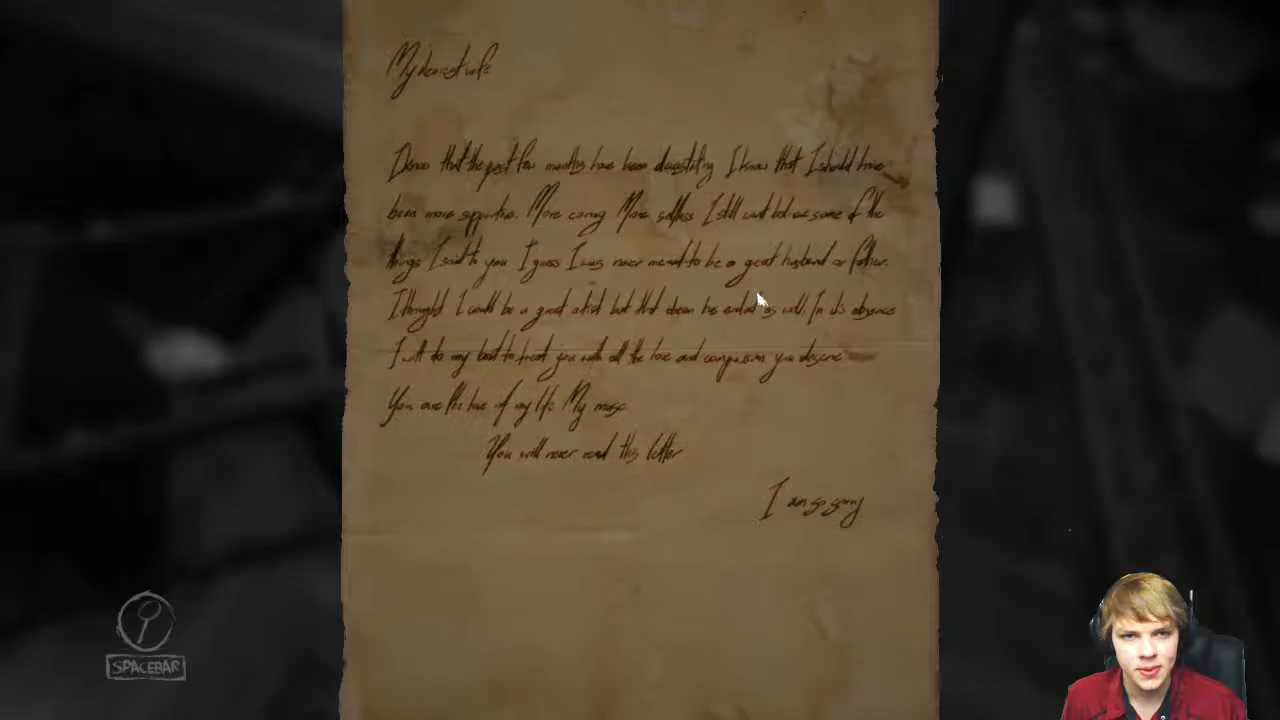 My dearest wife
I know that the past few months have been devastating I know that I should have
been more supportive. More caring More selfless I still cant believe some of the
things I said to you I guess I was never meant to be a great husband or father.
I thought I could be a great artist but that dream has ended as well. In it's absence
I will do my best to treat you with all the love and compassion you deserve
You are the love of my life My muse
You will never read this letter
I am so sorry
SPACEBAR